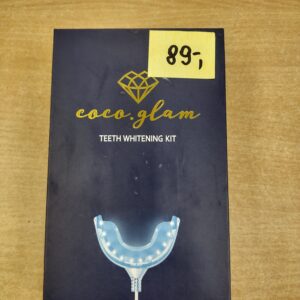 89-,
coco.glam
TEETH WHITENING KIT